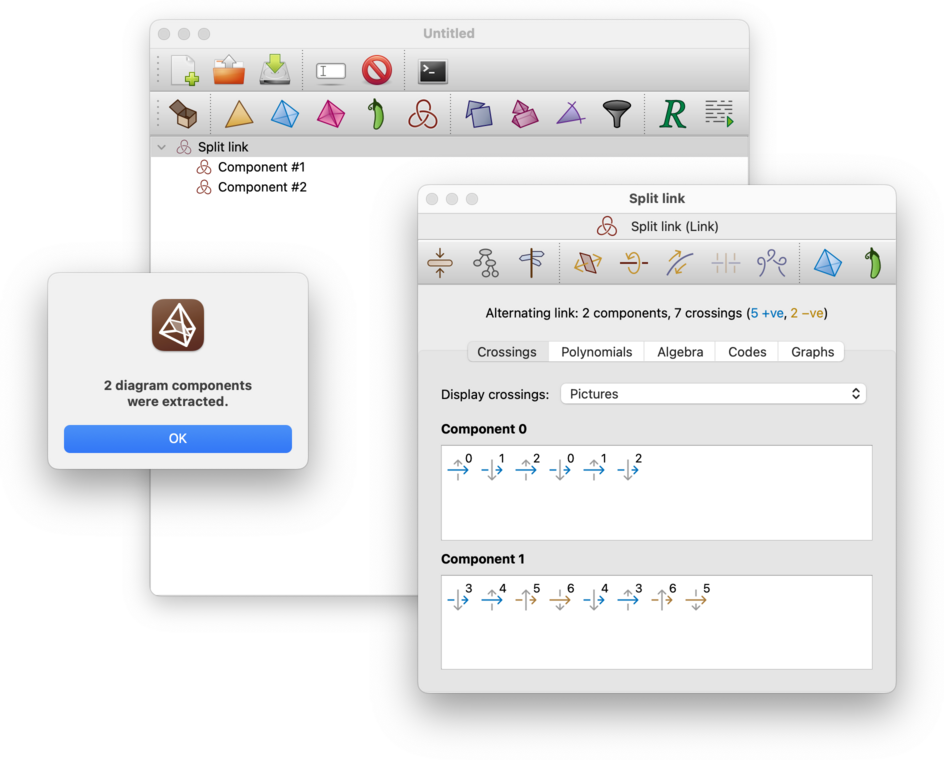 Untitled
R
Split link
Component #1
Component #2
Split link
Split link (Link)
Alternating link: 2 components, 7 crossings (5 +ve, 2 −ve)
Crossings Polynomials Algebra Codes Graphs
Display crossings: Pictures
Component 0
0 1 2 0 1 2
Component 1
3 4 5 6 4 3 6 5
2 diagram components
were extracted.
OK